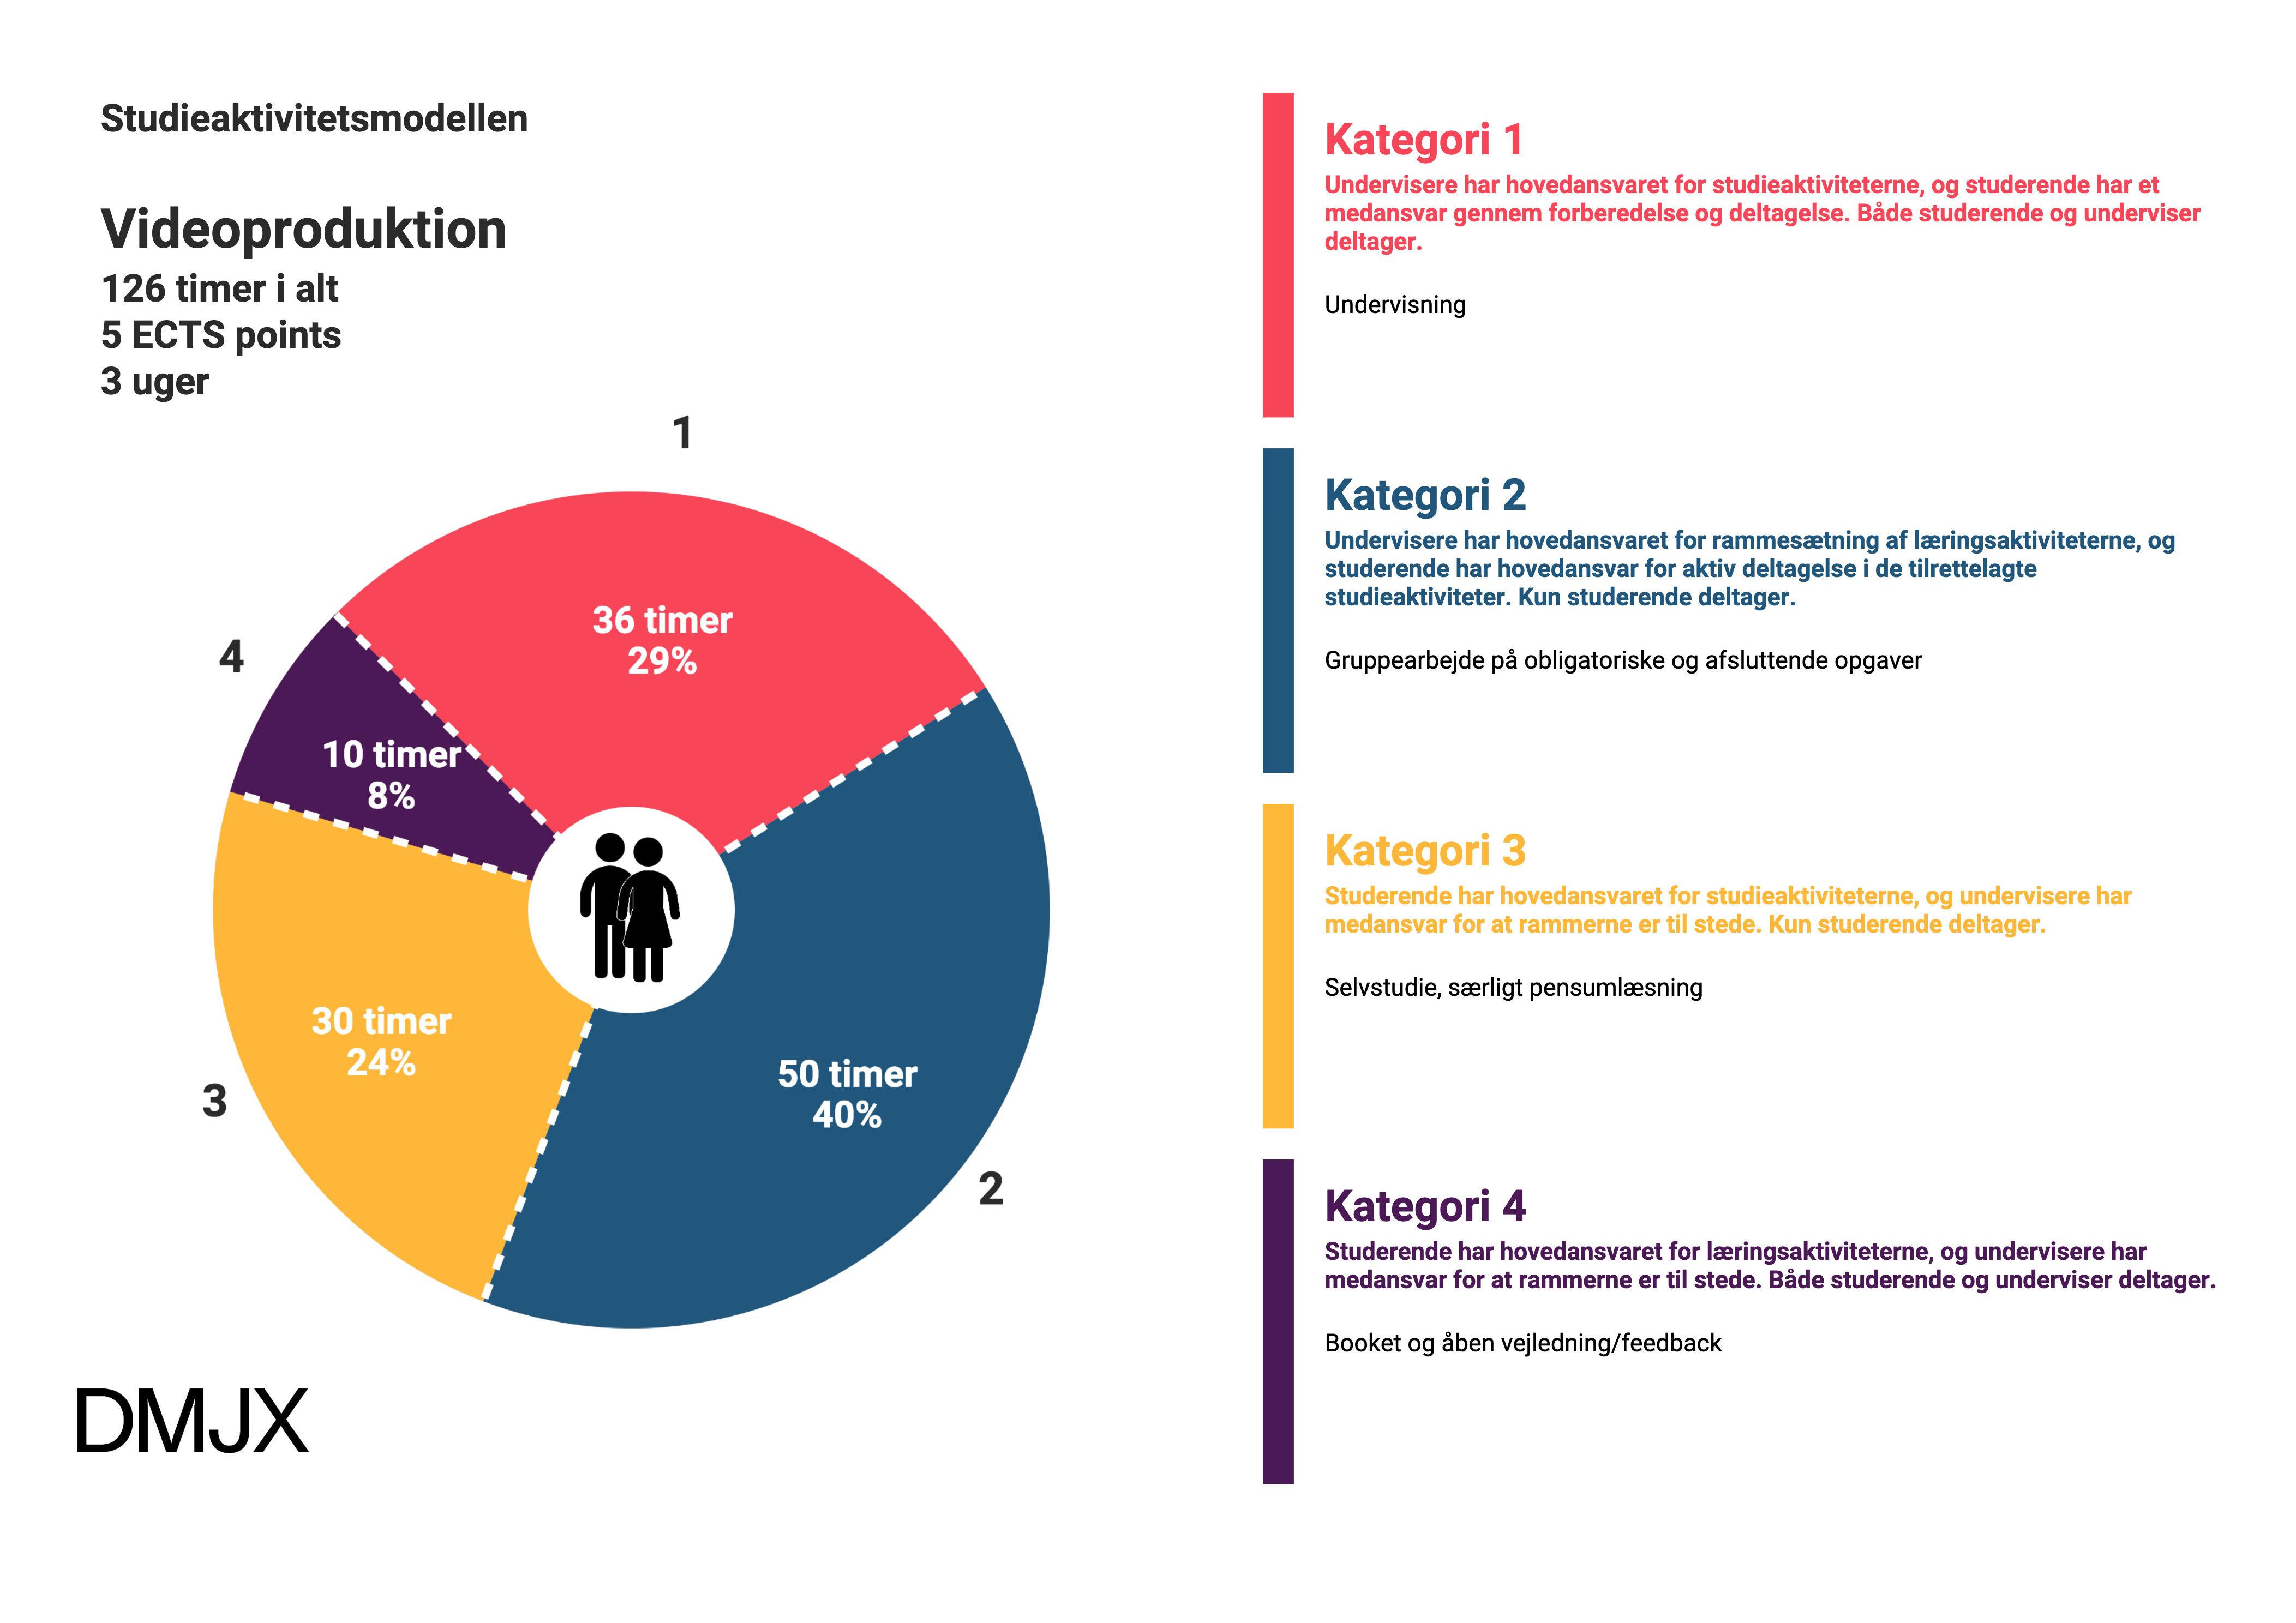 Studieaktivitetsmodellen
Videoproduktion
126 timer i alt
5 ECTS points
3 uger
1
36 timer
29%
4
10 timer
8%
30 timer
24%
3
50 timer
40%
2
DMJX
Kategori 1
Undervisere har hovedansvaret for studieaktiviteterne, og studerende har et
medansvar gennem forberedelse og deltagelse. Både studerende og underviser
deltager.
Undervisning
Kategori 2
Undervisere har hovedansvaret for rammesætning af læringsaktiviteterne, og
studerende har hovedansvar for aktiv deltagelse i de tilrettelagte
studieaktiviteter. Kun studerende deltager.
Gruppearbejde på obligatoriske og afsluttende opgaver
Kategori 3
Studerende har hovedansvaret for studieaktiviteterne, og undervisere har
medansvar for at rammerne er til stede. Kun studerende deltager.
Selvstudie, særligt pensumlæsning
Kategori 4
Studerende har hovedansvaret for læringsaktiviteterne, og undervisere har
medansvar for at rammerne er til stede. Både studerende og underviser deltager.
Booket og åben vejledning/feedback